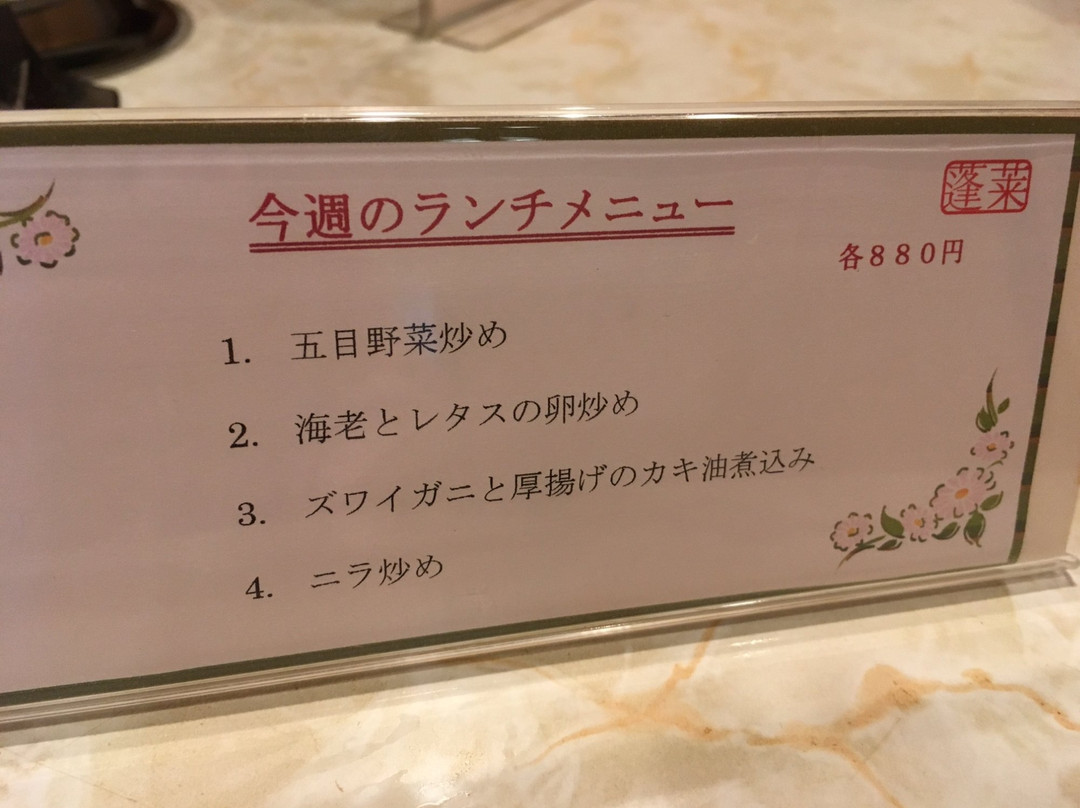 今週のランチメニュー
蓬莱
各８８０円
1. 五目野菜炒め
2. 海老とレタスの卵炒め
3. ズワイガニと厚揚げのカキ油煮込み
4. ニラ炒め